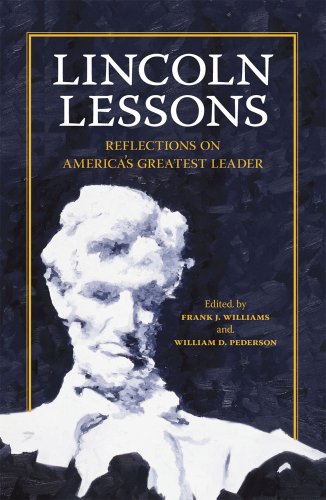 LINCOLN
LESSONS
REFLECTIONS ON
AMERICA'S GREATEST LEADER
Edited by
FRANK J. WILLIAMS
and
WILLIAM D. PEDERSON